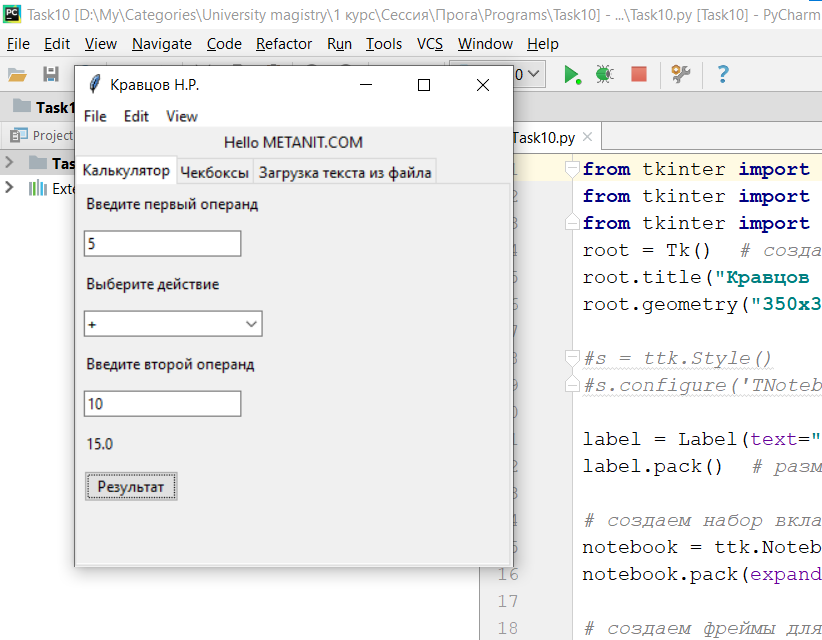 Task10 [D:\My\Categories\University magistry\1 курс\Сессия\Прога\Programs\Task10] - ...\Task10.py [Task10] - PyCharm
File Edit View Navigate Code Refactor Run Tools VCS Window Help
Кравцов Н.Р.
File Edit View
Hello METANIT.COM
Калькулятор Чекбоксы Загрузка текста из файла
Введите первый операнд
5
Выберите действие
+
Введите второй операнд
10
15.0
Результат
Task1
Project
Tas
Exte
Task10.py
from tkinter import
from tkinter import
from tkinter import
root = Tk() # созда
root.title("Кравцов
root.geometry("350x3
#s = ttk.Style()
#s.configure('TNoteb
label = Label(text="
label.pack() # разм
# создаем набор вкла
notebook = ttk.Noteb
16 notebook.pack(expand
17
18 # создаем фреймы для